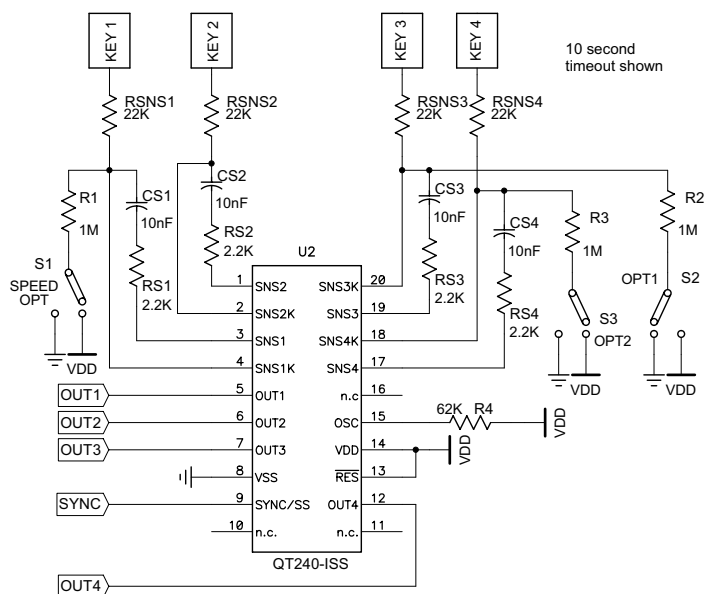 KEY 1
KEY 2
KEY 3
KEY 4
10 second
timeout shown
RSNS1
22K
RSNS2
22K
RSNS3
22K
RSNS4
22K
R1
1M
CS1
10nF
CS2
10nF
CS3
10nF
CS4
10nF
R3
1M
R2
1M
RS2
2.2K
RS1
2.2K
RS3
2.2K
RS4
2.2K
S1
SPEED
OPT
VDD
OPT1
S2
S3
OPT2
VDD
VDD
U2
1 SNS2
2 SNS2K
3 SNS1
4 SNS1K
5 OUT1
6 OUT2
7 OUT3
8 VSS
9 SYNC/SS
10 n.c.
SNS3K 20
SNS3 19
SNS4K 18
SNS4 17
n.c 16
OSC 15
VDD 14
RES 13
OUT4 12
n.c. 11
QT240-ISS
62K R4
VDD
VDD
OUT1
OUT2
OUT3
SYNC
OUT4